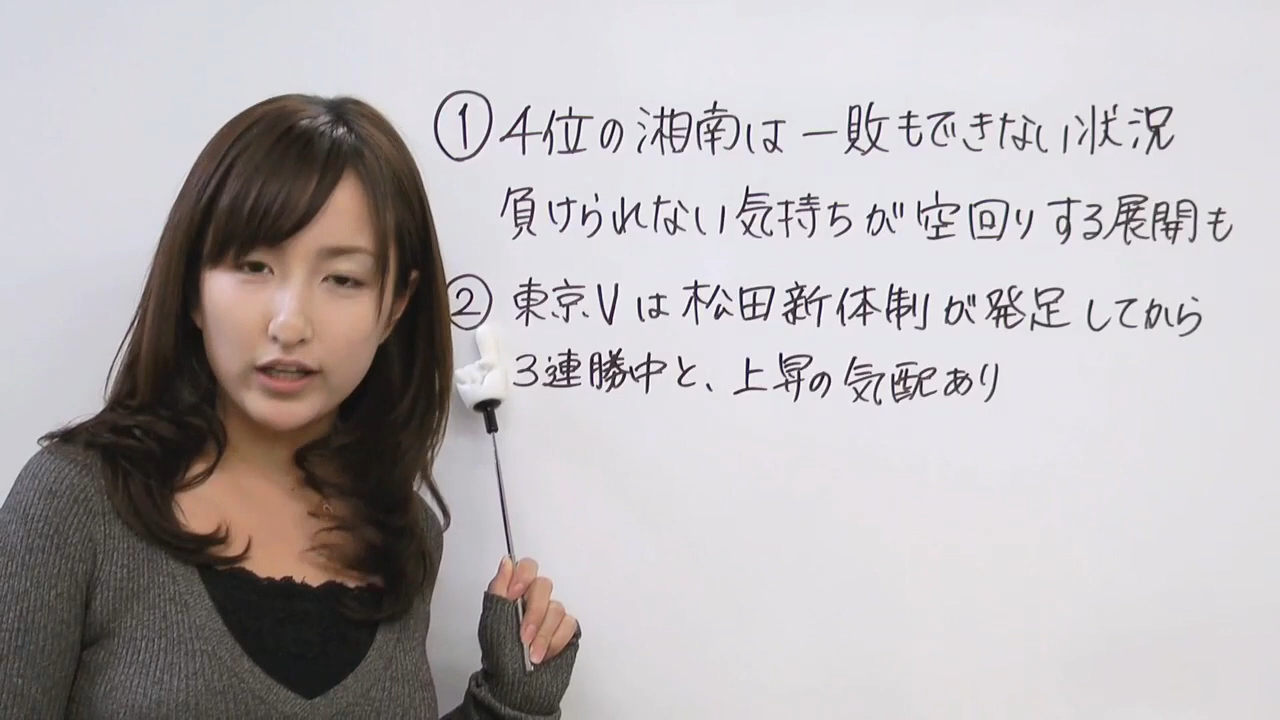 ① 4位の湘南は一敗もできない状況
負けられない気持ちが空回りする展開も
② 東京Vは松田新体制が発足してから
3連勝中と、上昇の気配あり